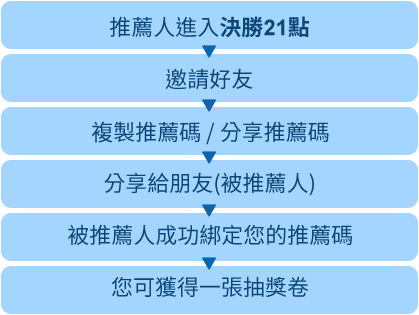 推薦人進入決勝21點
邀請好友
複製推薦碼 / 分享推薦碼
分享給朋友(被推薦人)
被推薦人成功綁定您的推薦碼
您可獲得一張抽獎卷